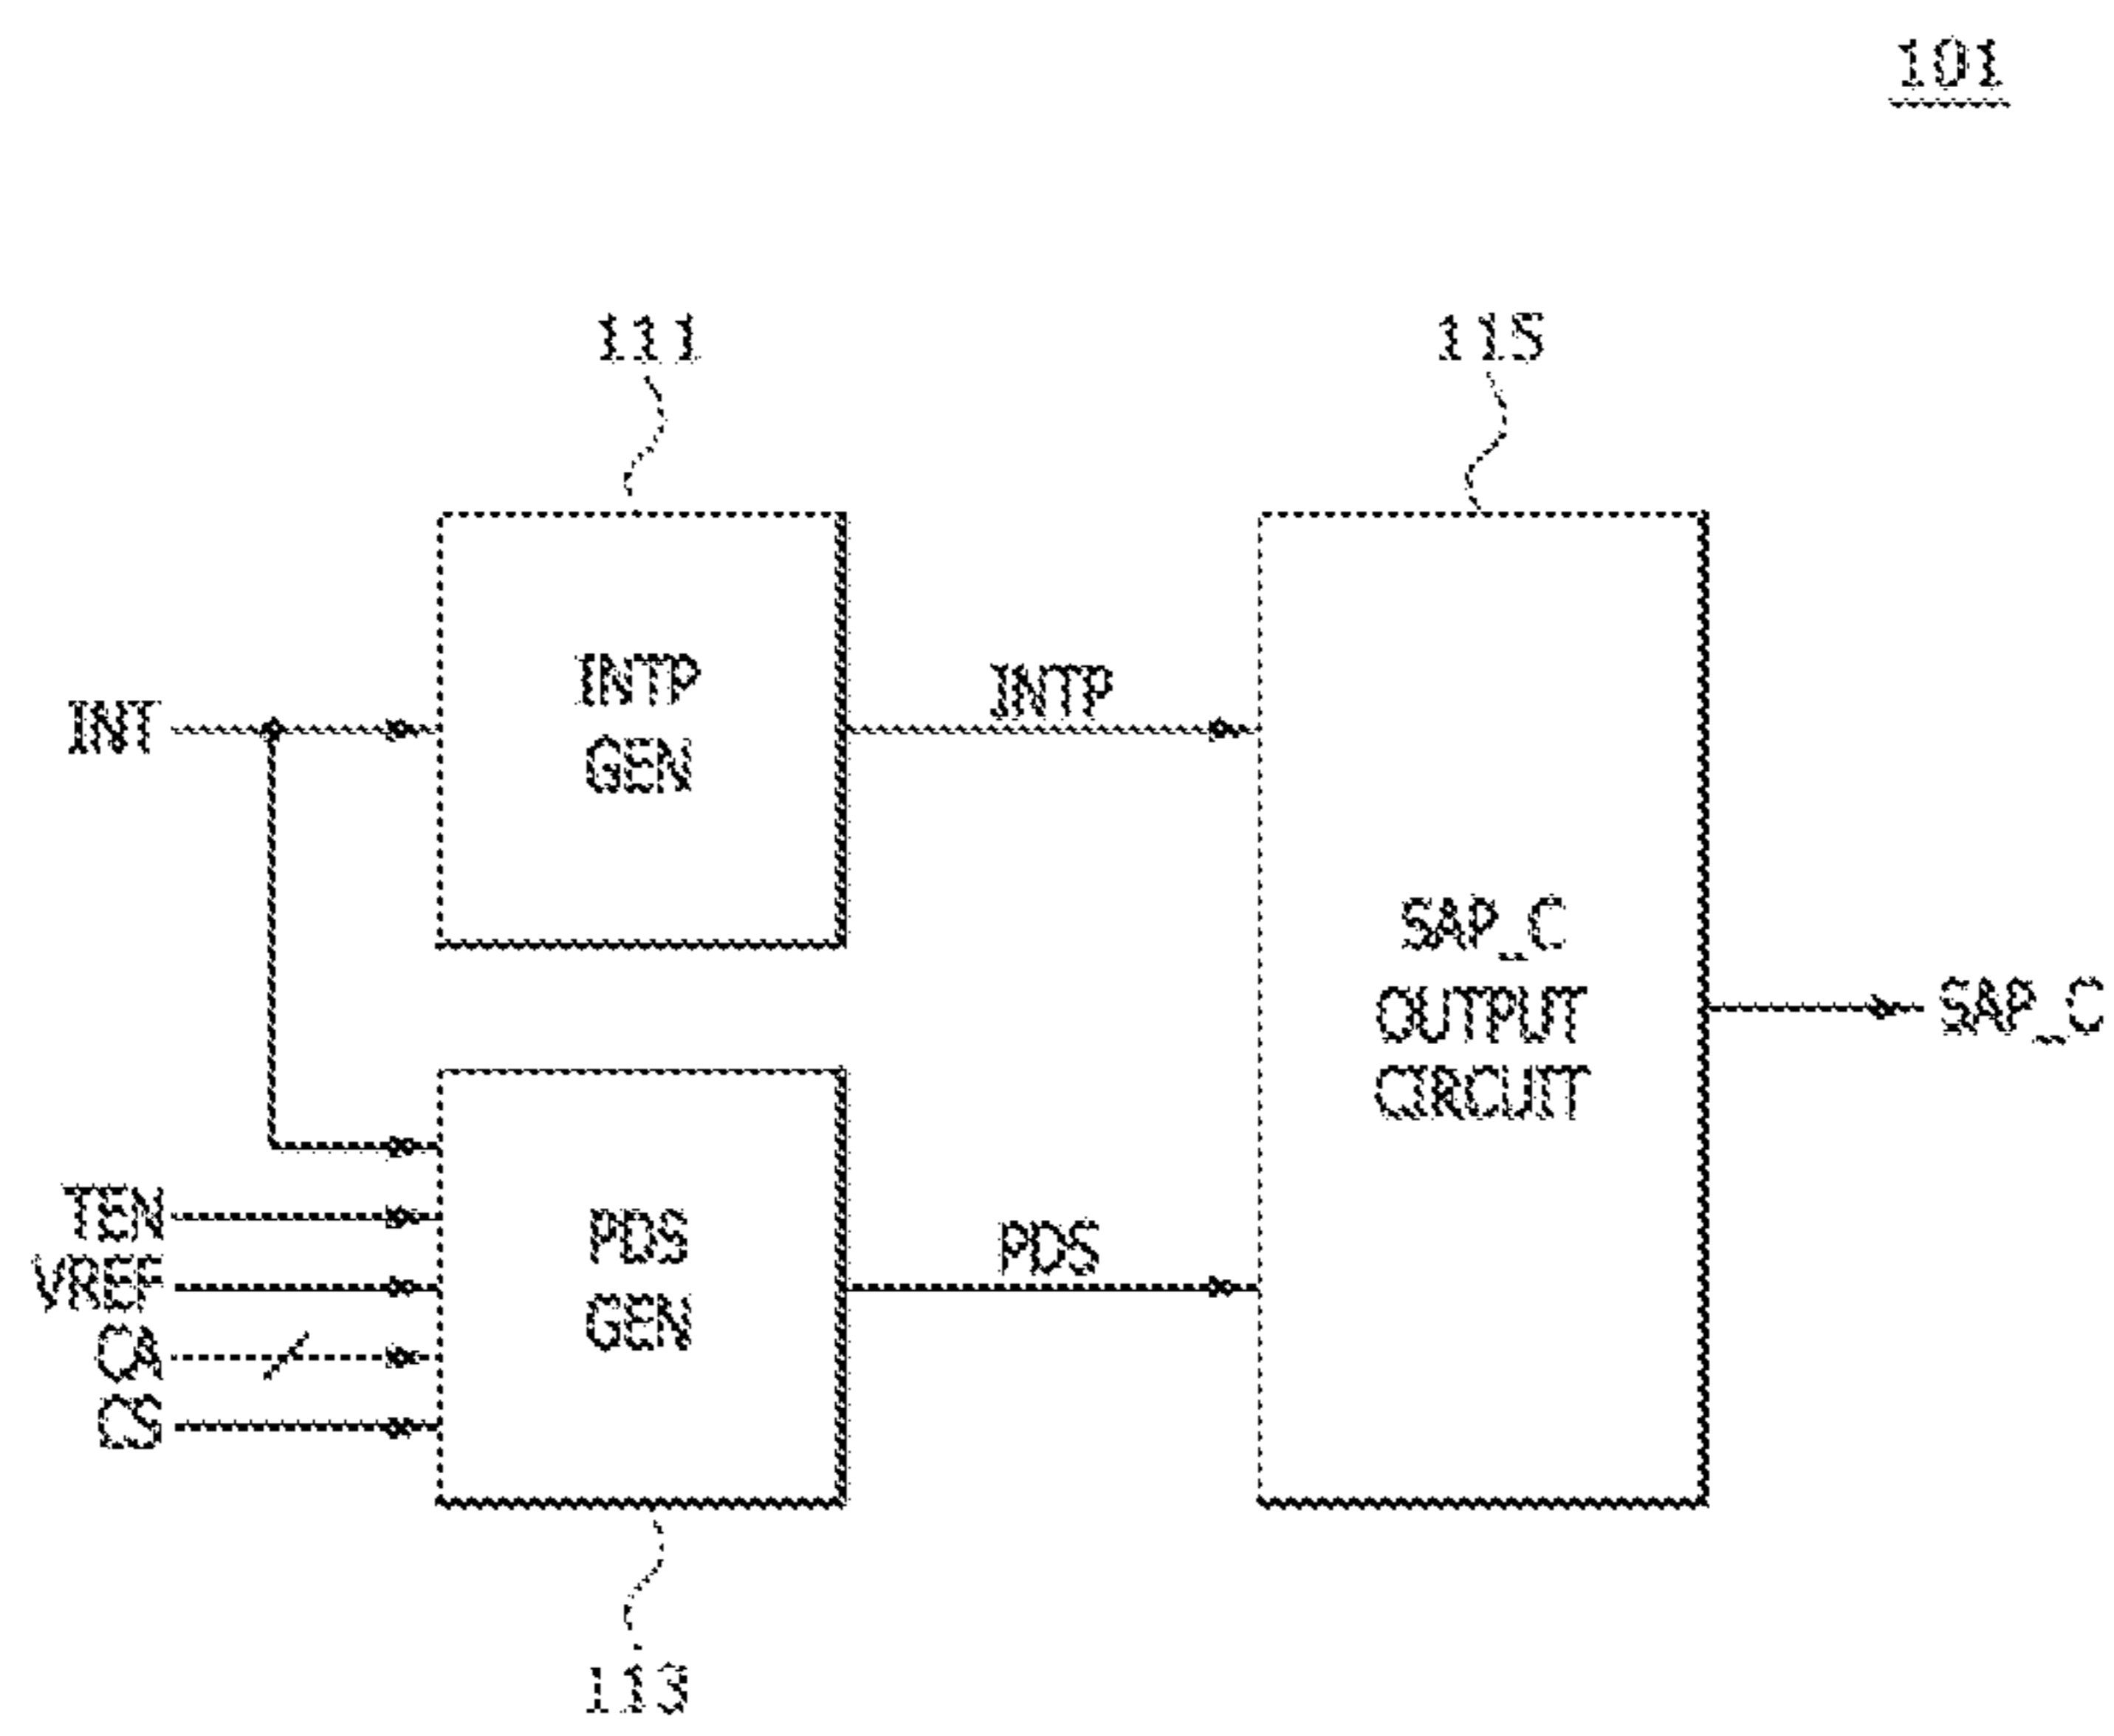 101
111
115
INT
INTP
GEN
INTP
SAP_C
OUTPUT
CIRCUIT
SAP_C
TEN
VREF
CA
CS
PDS
GEN
PDS
113